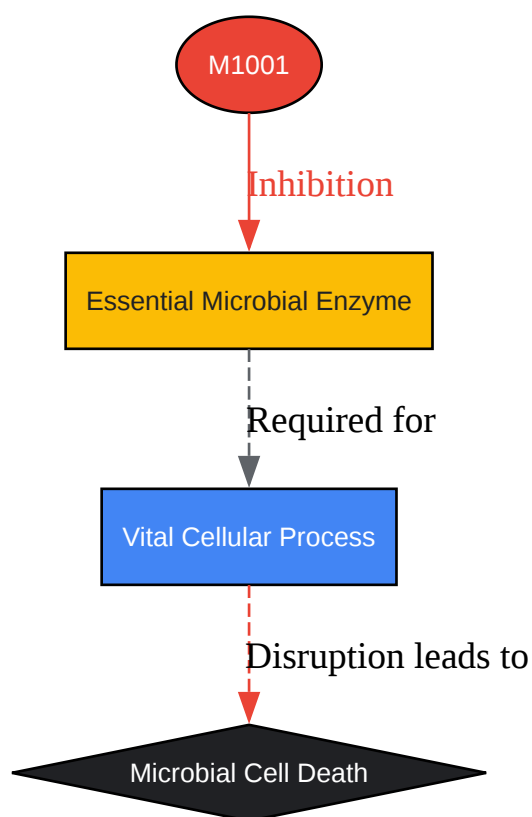 M1001
Inhibition
Essential Microbial Enzyme
Required for
Vital Cellular Process
Disruption leads to
Microbial Cell Death